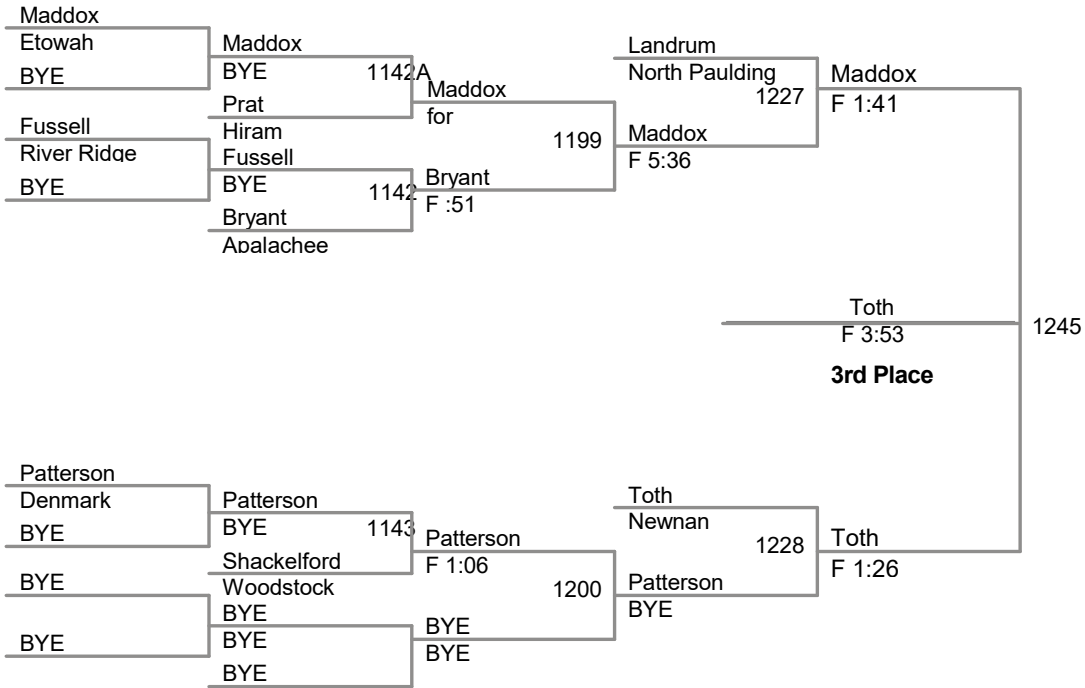 Maddox
Etowah
BYE
Fussell
River Ridge
BYE
Maddox
BYE
1142A
Prat
Hiram
Fussell
BYE
1142
Bryant
Apalachee
Maddox
for
Bryant
F :51
1199
Landrum
North Paulding
Maddox
F 5:36
1227
Maddox
F 1:41
Toth
F 3:53
3rd Place
1245
Patterson
Denmark
BYE
BYE
BYE
Patterson
BYE
1143
Shackelford
Woodstock
BYE
BYE
BYE
Patterson
F 1:06
BYE
BYE
1200
Toth
Newnan
Patterson
BYE
1228
Toth
F 1:26